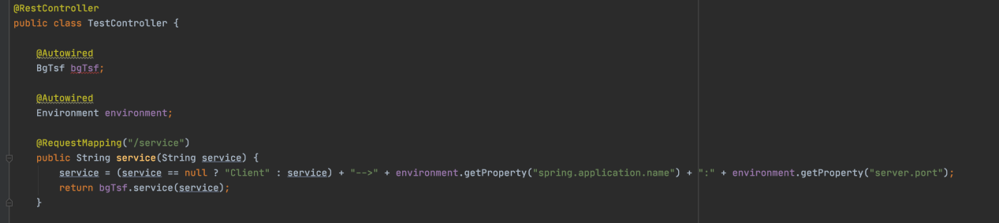 @RestController
public class TestController {
@Autowired
BgTsf bgTsf;
@Autowired
Environment environment;
@RequestMapping("/service")
public String service(String service) {
service = (service == null ? "Client" : service) + "-->" + environment.getProperty("spring.application.name") + ":" + environment.getProperty("server.port");
return bgTsf.service(service);
}